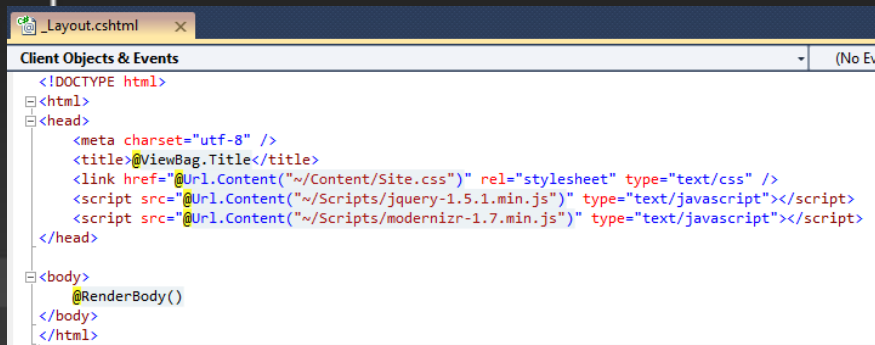 _Layout.cshtml
Client Objects & Events (No Ev
<!DOCTYPE html>
<html>
<head>
<meta charset="utf-8" />
<title>@ViewBag.Title</title>
<link href="@Url.Content("~/Content/Site.css")" rel="stylesheet" type="text/css" />
<script src="@Url.Content("~/Scripts/jquery-1.5.1.min.js")" type="text/javascript"></script>
<script src="@Url.Content("~/Scripts/modernizr-1.7.min.js")" type="text/javascript"></script>
</head>
<body>
@RenderBody()
</body>
</html>